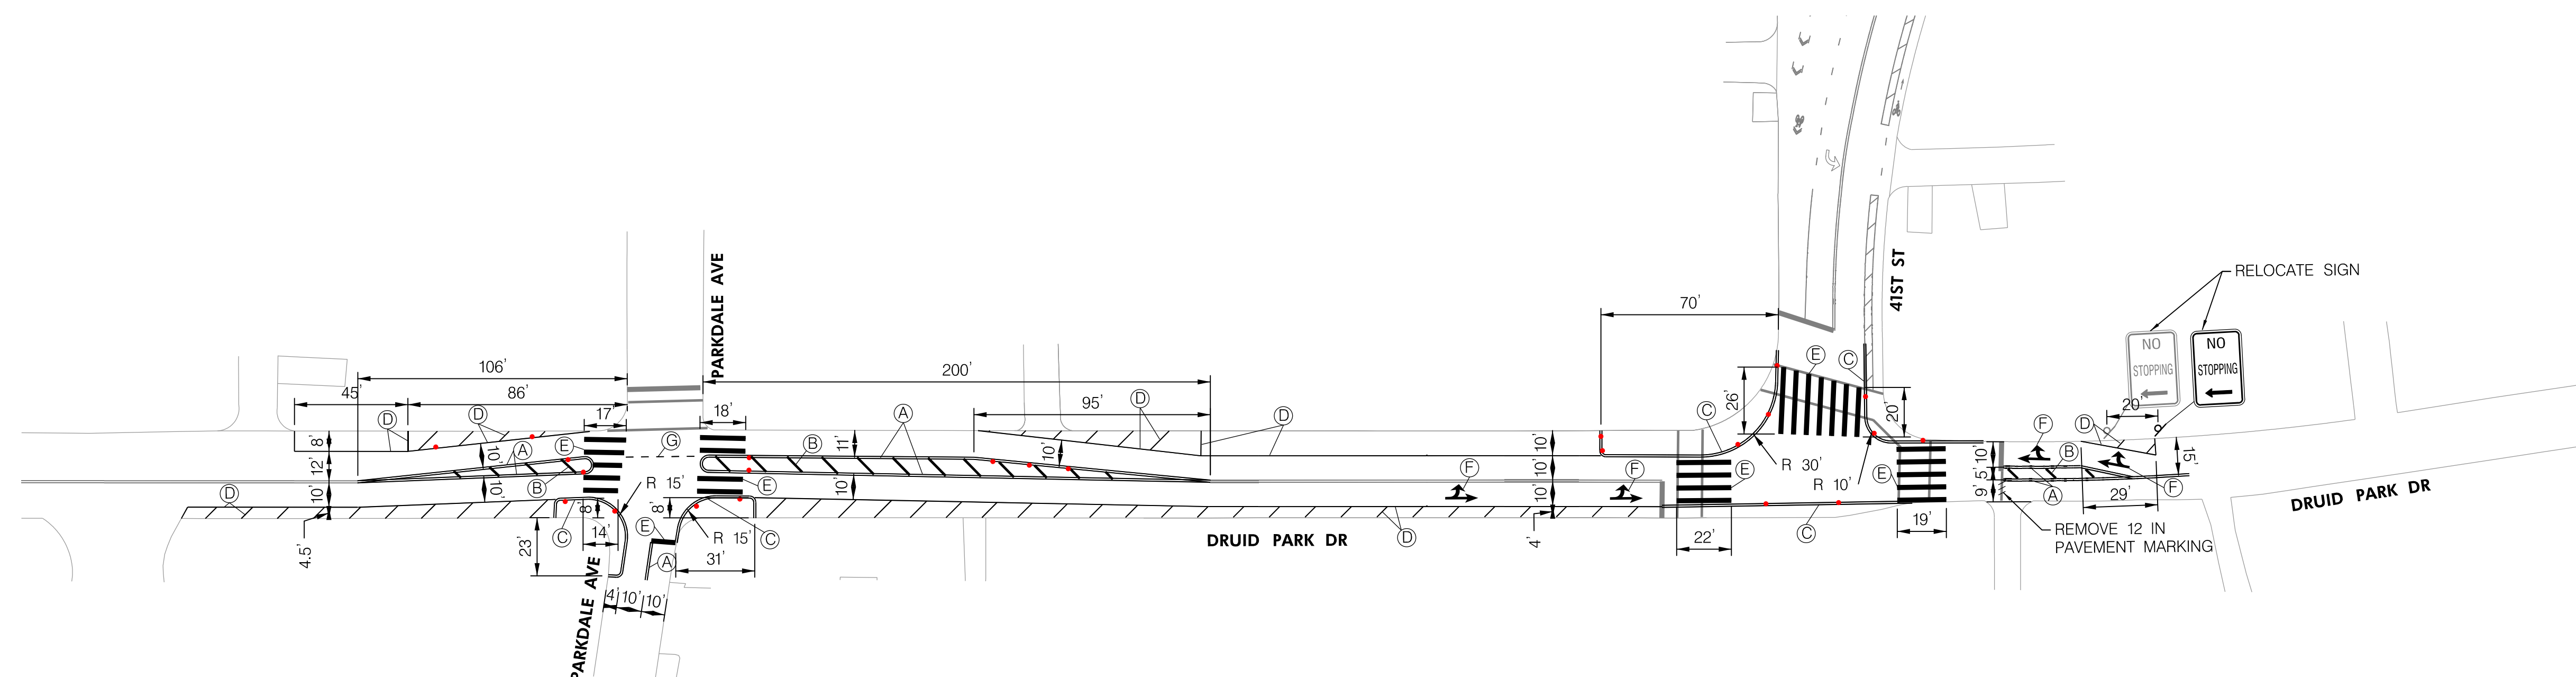 RELOCATE SIGN
NO
STOPPING
NO
STOPPING
PARKDALE AVE
41ST ST
70'
106'
45'
86'
200'
95'
17'
18'
D
D
D
D
A
E
G
B
11'
10'
8'
12'
10'
10'
10'
A
B
E
10'
D
4.5'
8'
C
14'
23'
R 15'
8'
E
R 15'
C
A
31'
4'
10'
10'
PARKDALE AVE
DRUID PARK DR
D
4'
F
F
10'
10'
10'
C
26'
E
C
20'
R 30'
R 10'
E
E
22'
C
19'
10'
5'
9'
F
B
D
20'
15'
A
F
29'
REMOVE 12 IN
PAVEMENT MARKING
DRUID PARK DR